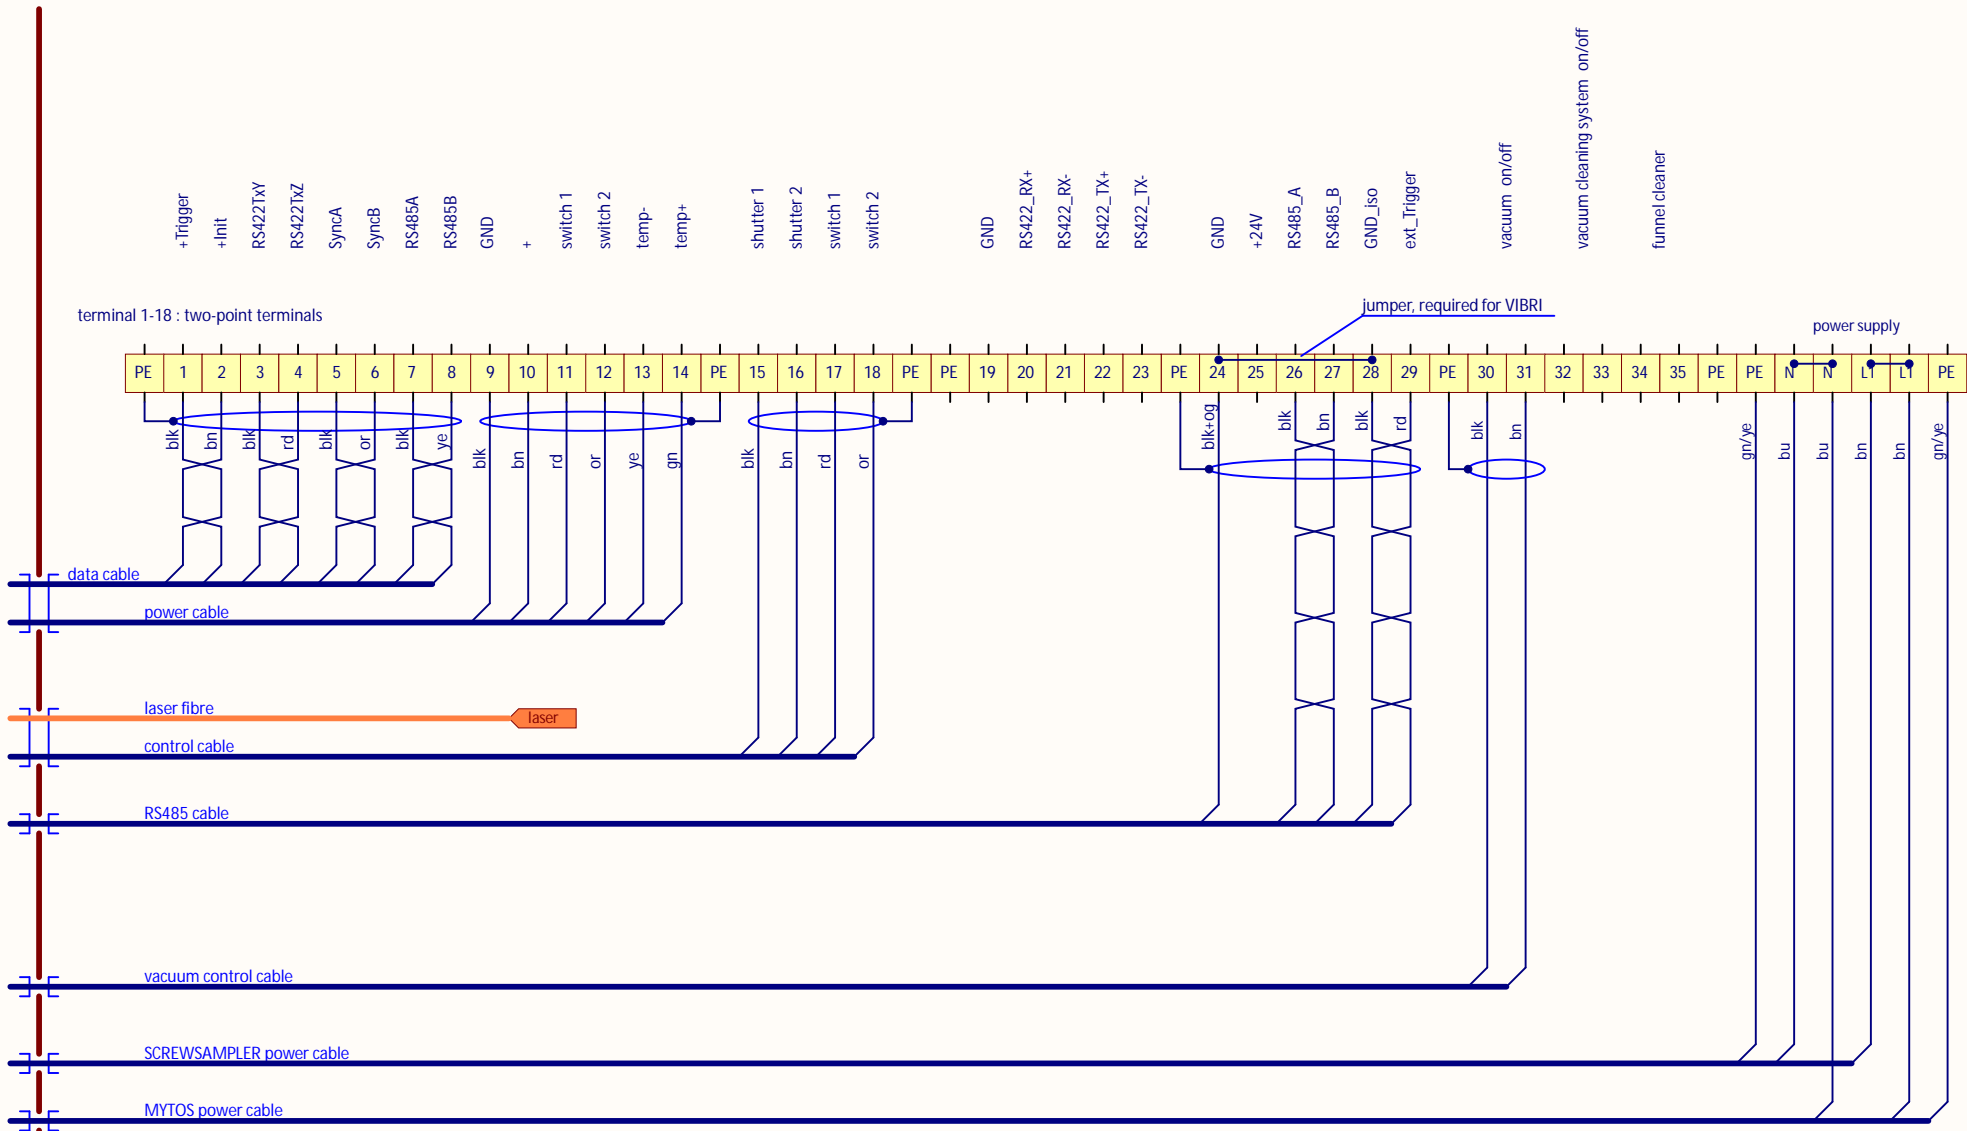 +Trigger
+Init
RS422TxY
RS422TxZ
SyncA
SyncB
RS485A
RS485B
GND
+
switch 1
switch 2
temp-
temp+
shutter 1
shutter 2
switch 1
switch 2
GND
RS422_RX+
RS422_RX-
RS422_TX+
RS422_TX-
GND
+24V
RS485_A
RS485_B
GND_iso
ext_Trigger
vacuum on/off
vacuum cleaning system on/off
funnel cleaner
terminal 1-18 : two-point terminals
jumper, required for VIBRI
power supply
PE 1 2 3 4 5 6 7 8 9 10 11 12 13 14 PE 15 16 17 18 PE PE 19 20 21 22 23 PE 24 25 26 27 28 29 PE 30 31 32 33 34 35 PE PE N N L1 L1 PE
blk
bn
blk
rd
blk
or
blk
ye
blk
bn
rd
or
ye
gn
blk
bn
rd
or
blk+og
blk
bn
blk
rd
blk
bn
gn/ye
bu
bu
bn
bn
gn/ye
data cable
power cable
laser fibre
laser
control cable
RS485 cable
vacuum control cable
SCREWSAMPLER power cable
MYTOS power cable